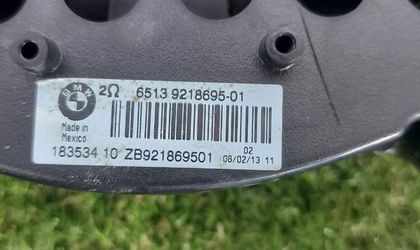 BMW
2Ω 6513 9218695-01
Made in
Mexico
02
183534 10 ZB921869501 08/02/13 11